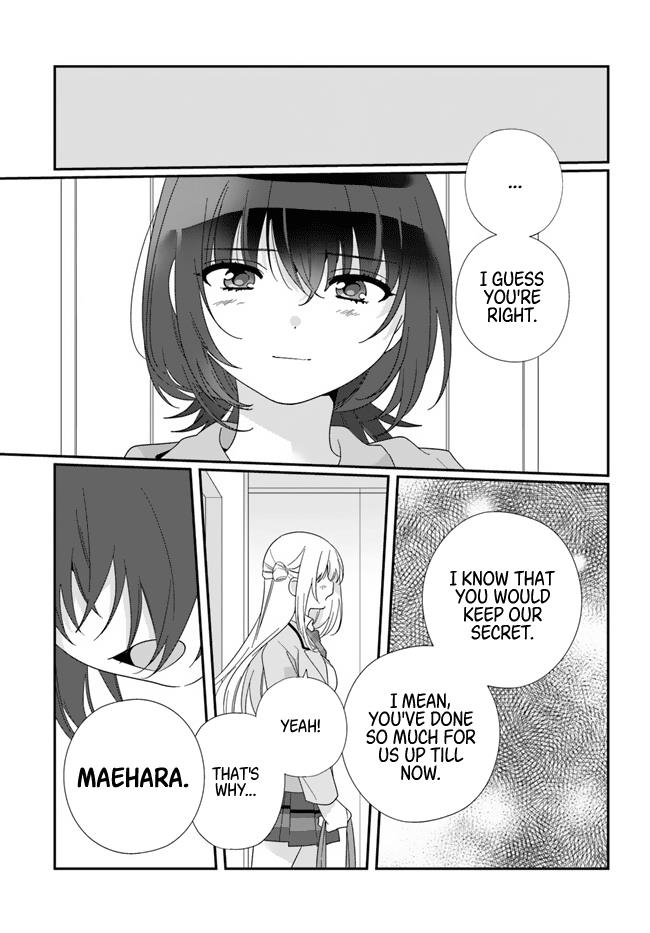 ...
I GUESS
YOU'RE
RIGHT.
I KNOW THAT
YOU WOULD
KEEP OUR
SECRET.
I MEAN,
YOU'VE DONE
SO MUCH FOR
US UP TILL
NOW.
YEAH!
THAT'S
WHY...
MAEHARA.